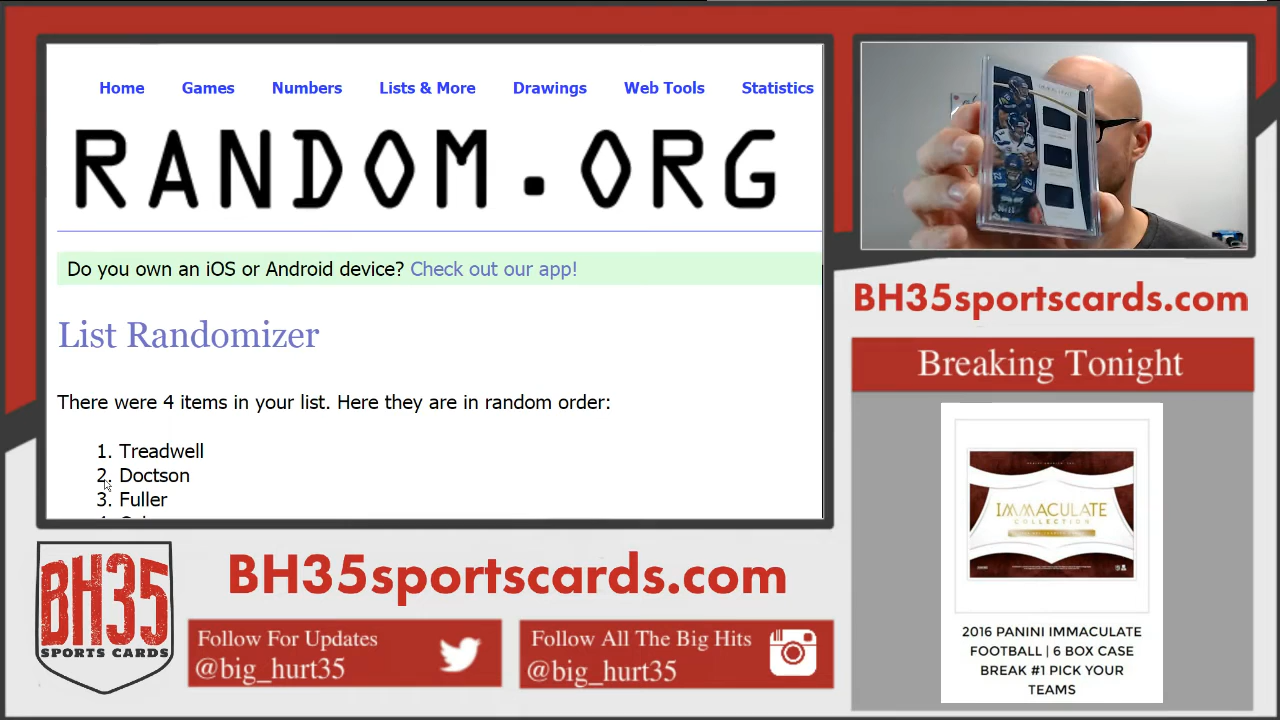 Home Games Numbers Lists & More Drawings Web Tools Statistics
RANDOM.ORG
Do you own an iOS or Android device? Check out our app!
List Randomizer
There were 4 items in your list. Here they are in random order:
1. Treadwell
2. Doctson
3. Fuller
BH35sportscards.com
Breaking Tonight
IMMACULATE
COLLECTION
2016 PANINI IMMACULATE
FOOTBALL | 6 BOX CASE
BREAK #1 PICK YOUR
TEAMS
BH35
SPORTS CARDS
BH35sportscards.com
Follow For Updates
@big_hurt35
Follow All The Big Hits
@big_hurt35